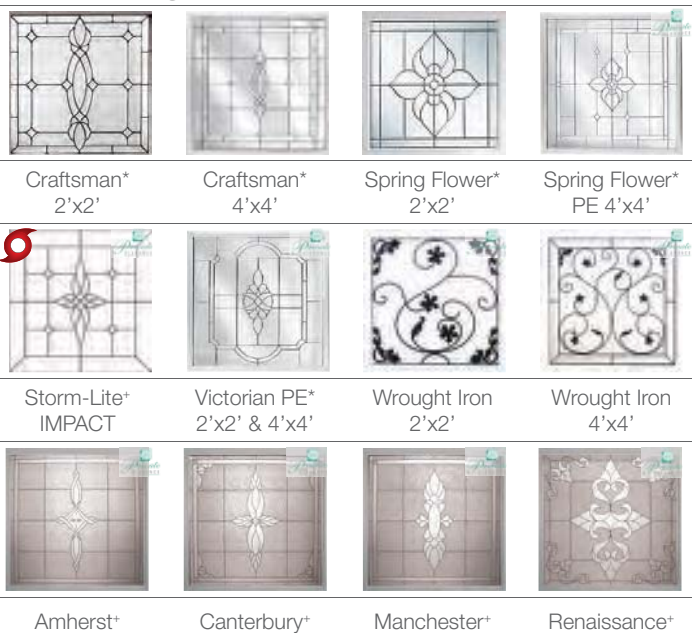 Craftsman*
2’x2’
Craftsman*
4’x4’
Spring Flower*
2’x2’
Spring Flower*
PE 4’x4’
Storm-Lite+
IMPACT
Victorian PE*
2’x2’ & 4’x4’
Wrought Iron
2’x2’
Wrought Iron
4’x4’
Amherst+
Canterbury+
Manchester+
Renaissance+